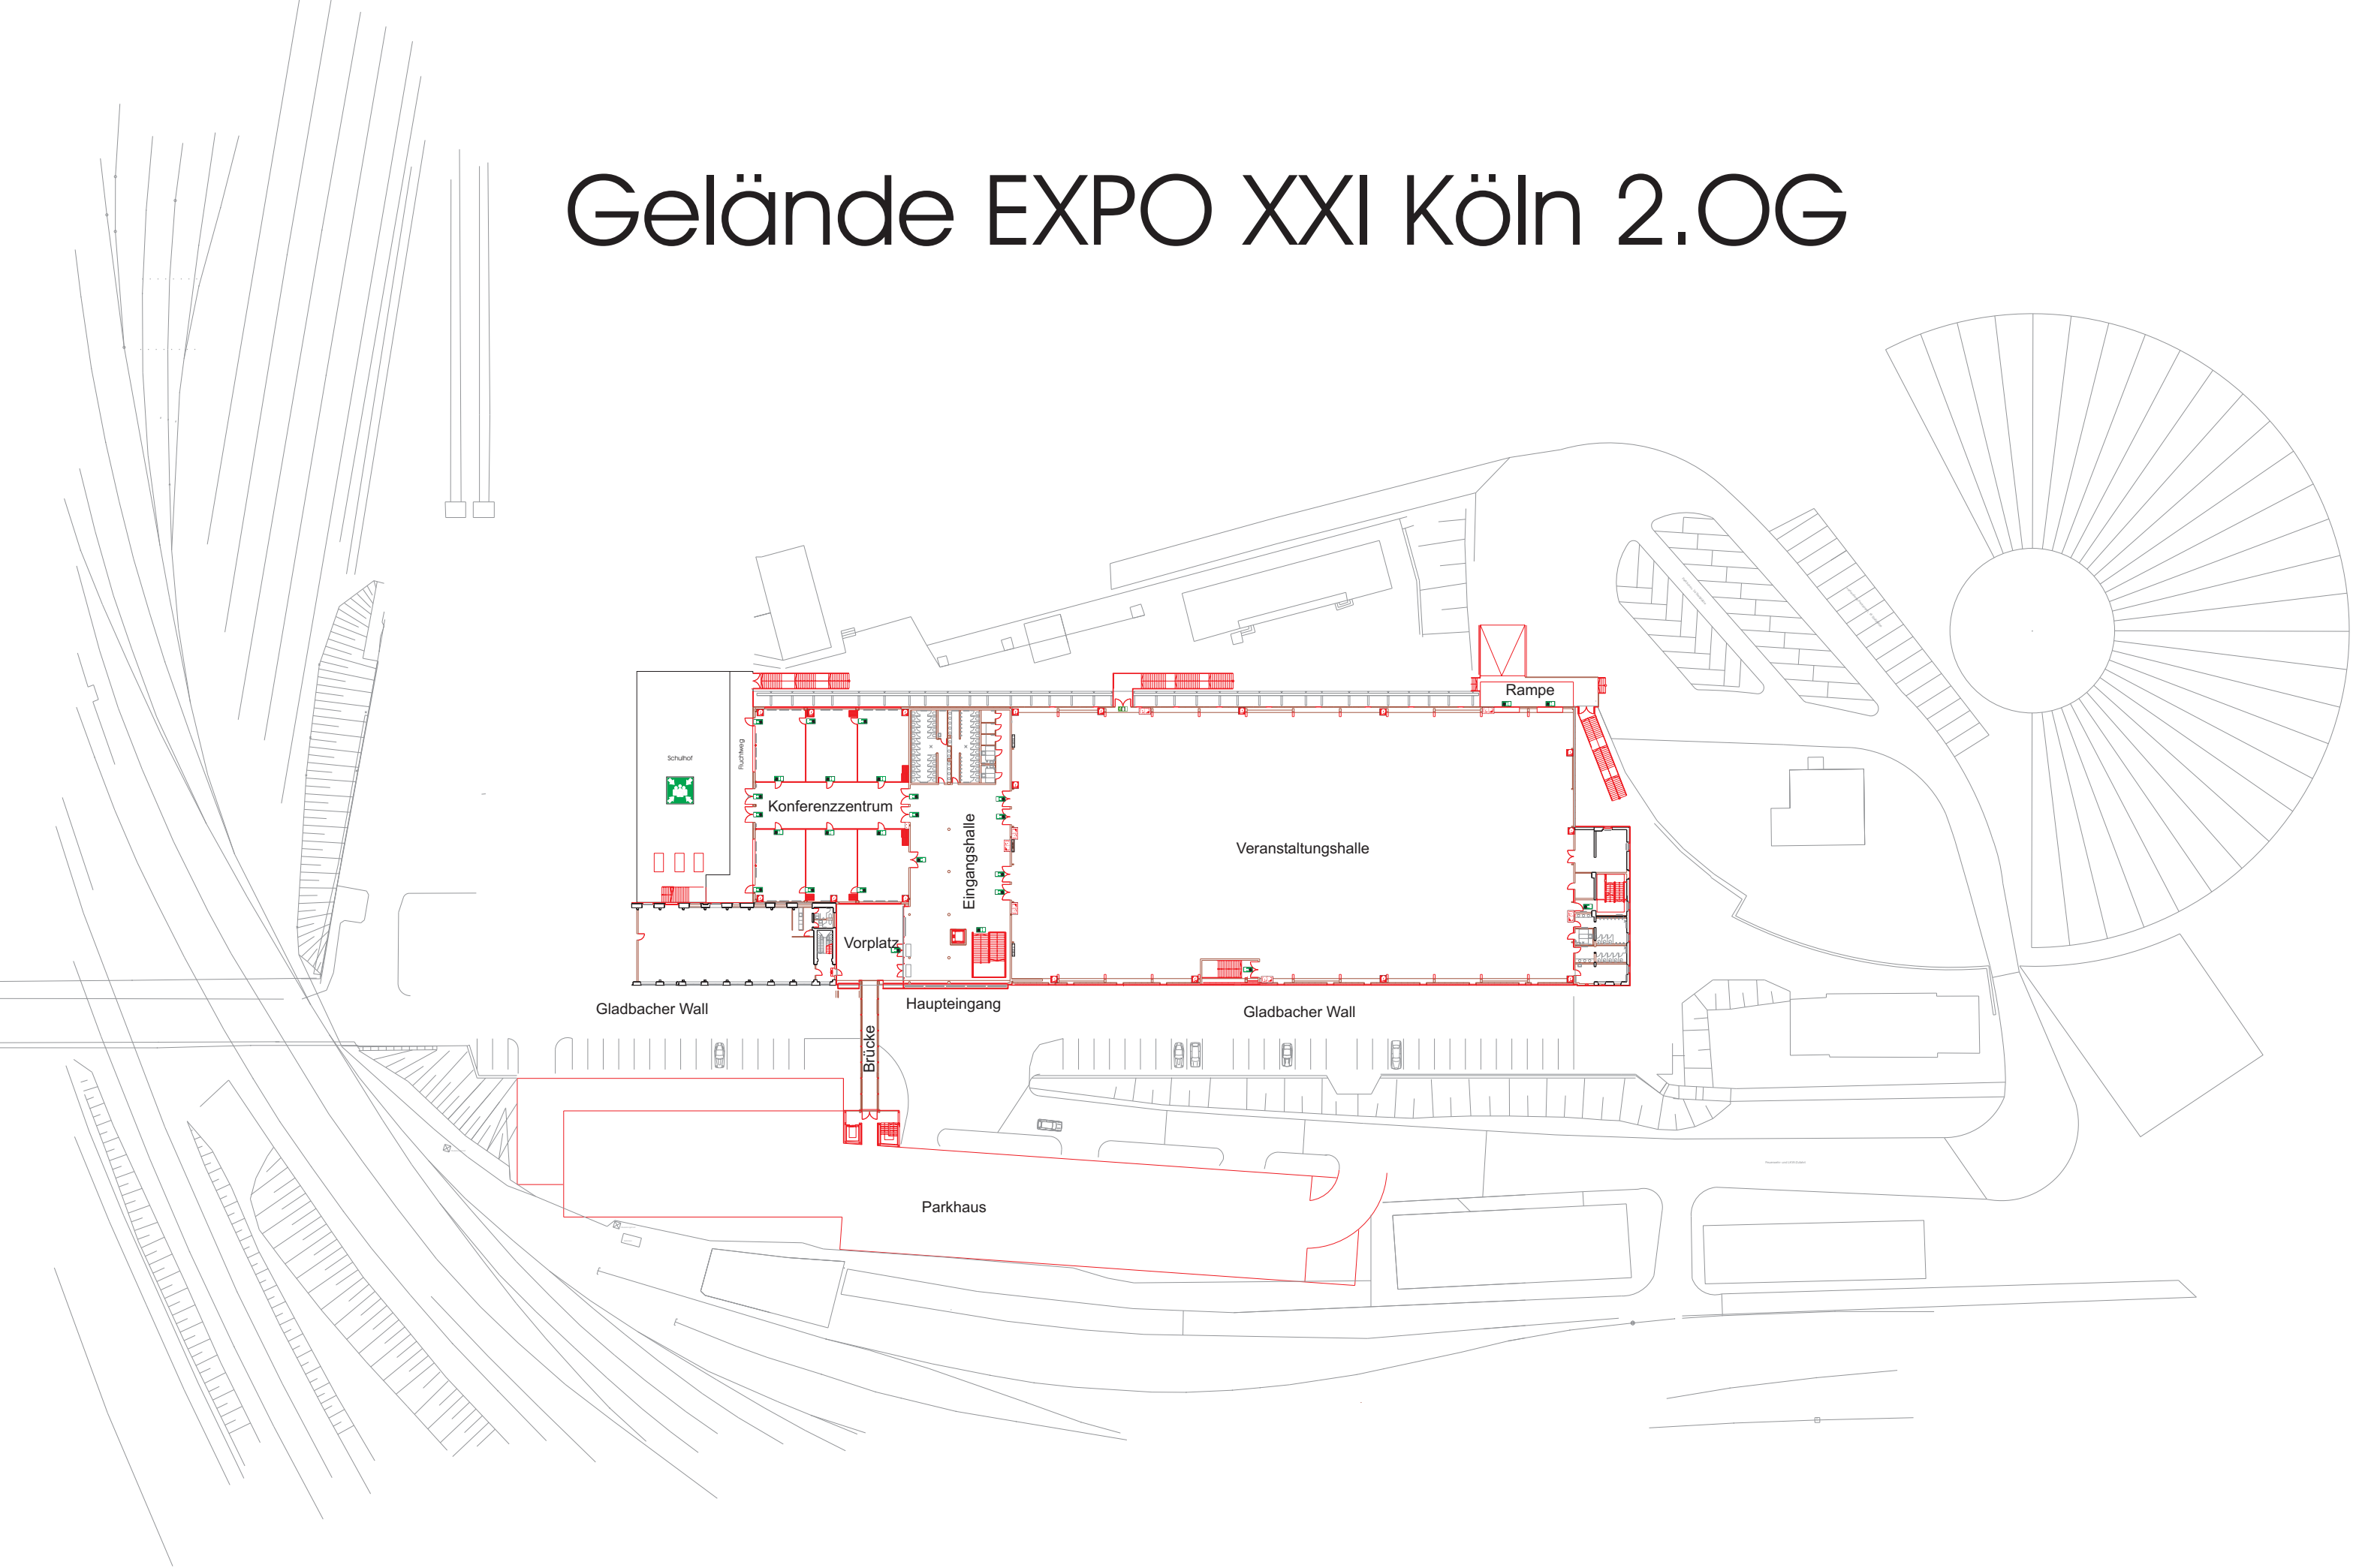 Gelände EXPO XXI Köln 2.OG
Rampe
Schulhof
Fluchtweg
Konferenzzentrum
Eingangshalle
Veranstaltungshalle
Vorplatz
Haupteingang
Gladbacher Wall
Gladbacher Wall
Brücke
Parkhaus